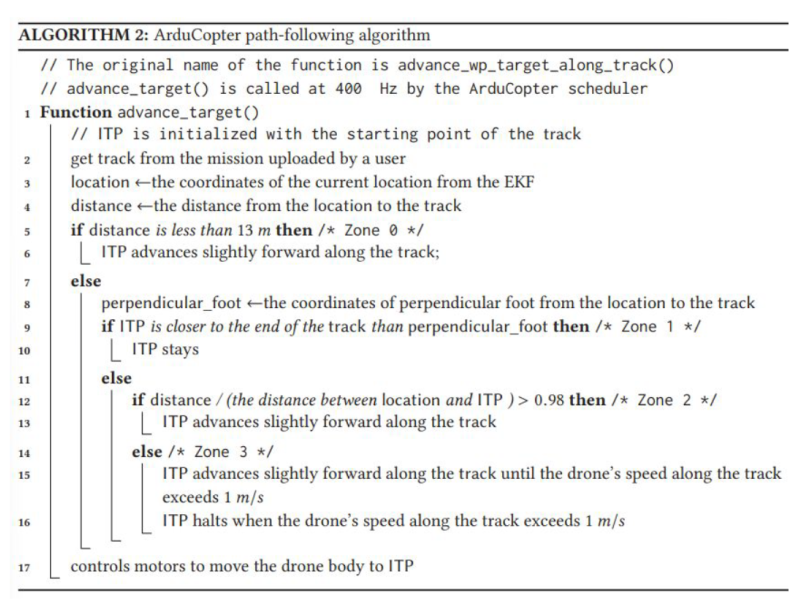 ALGORITHM 2: ArduCopter path-following algorithm
// The original name of the function is advance_wp_target_along_track()
// advance_target() is called at 400 Hz by the ArduCopter scheduler
1 Function advance_target()
// ITP is initialized with the starting point of the track
2 get track from the mission uploaded by a user
3 location ←the coordinates of the current location from the EKF
4 distance ←the distance from the location to the track
5 if distance is less than 13 m then /* Zone 0 */
6 ITP advances slightly forward along the track;
7 else
8 perpendicular_foot ←the coordinates of perpendicular foot from the location to the track
9 if ITP is closer to the end of the track than perpendicular_foot then /* Zone 1 */
10 ITP stays
11 else
12 if distance / (the distance between location and ITP ) > 0.98 then /* Zone 2 */
13 ITP advances slightly forward along the track
14 else /* Zone 3 */
15 ITP advances slightly forward along the track until the drone's speed along the track
exceeds 1 m/s
16 ITP halts when the drone's speed along the track exceeds 1 m/s
17 controls motors to move the drone body to ITP